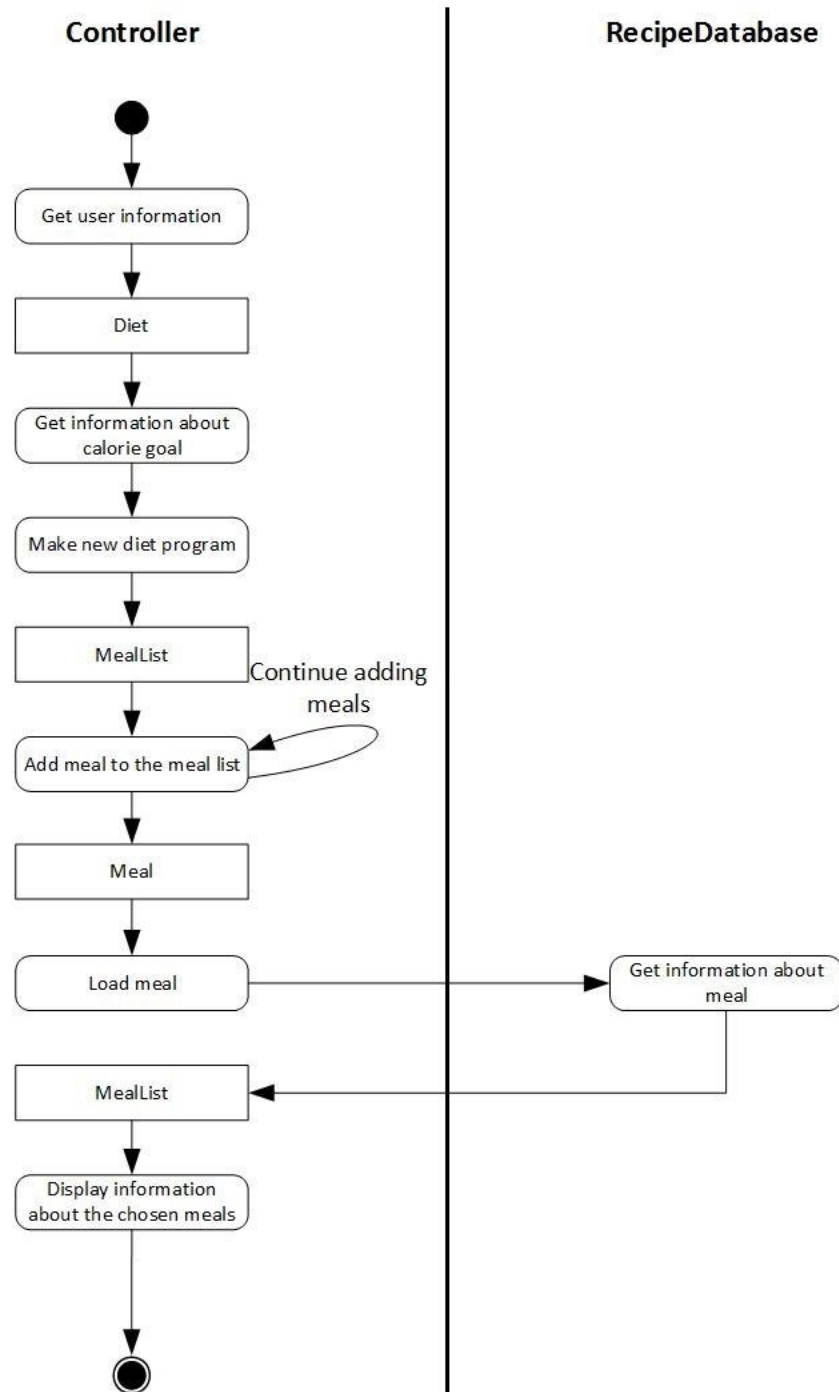 Controller
RecipeDatabase
Get user information
Diet
Get information about
calorie goal
Make new diet program
MealList
Continue adding
meals
Add meal to the meal list
Meal
Load meal
Get information about
meal
MealList
Display information
about the chosen meals